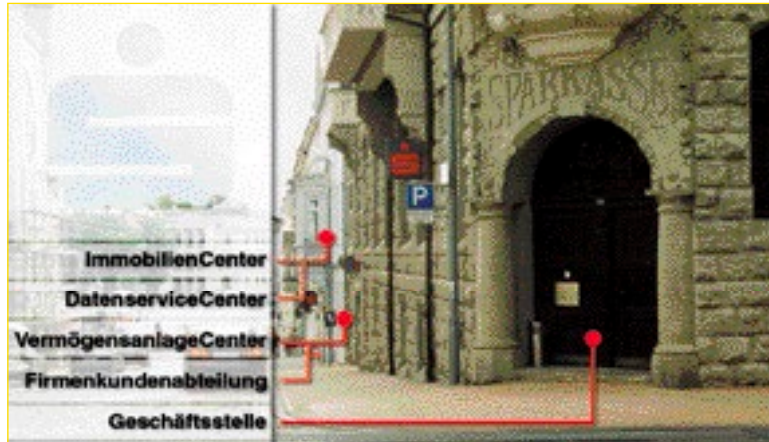 SPARKASSE
P
ImmobilienCenter
DatenserviceCenter
VermögensanlageCenter
Firmenkundenabteilung
Geschäftsstelle